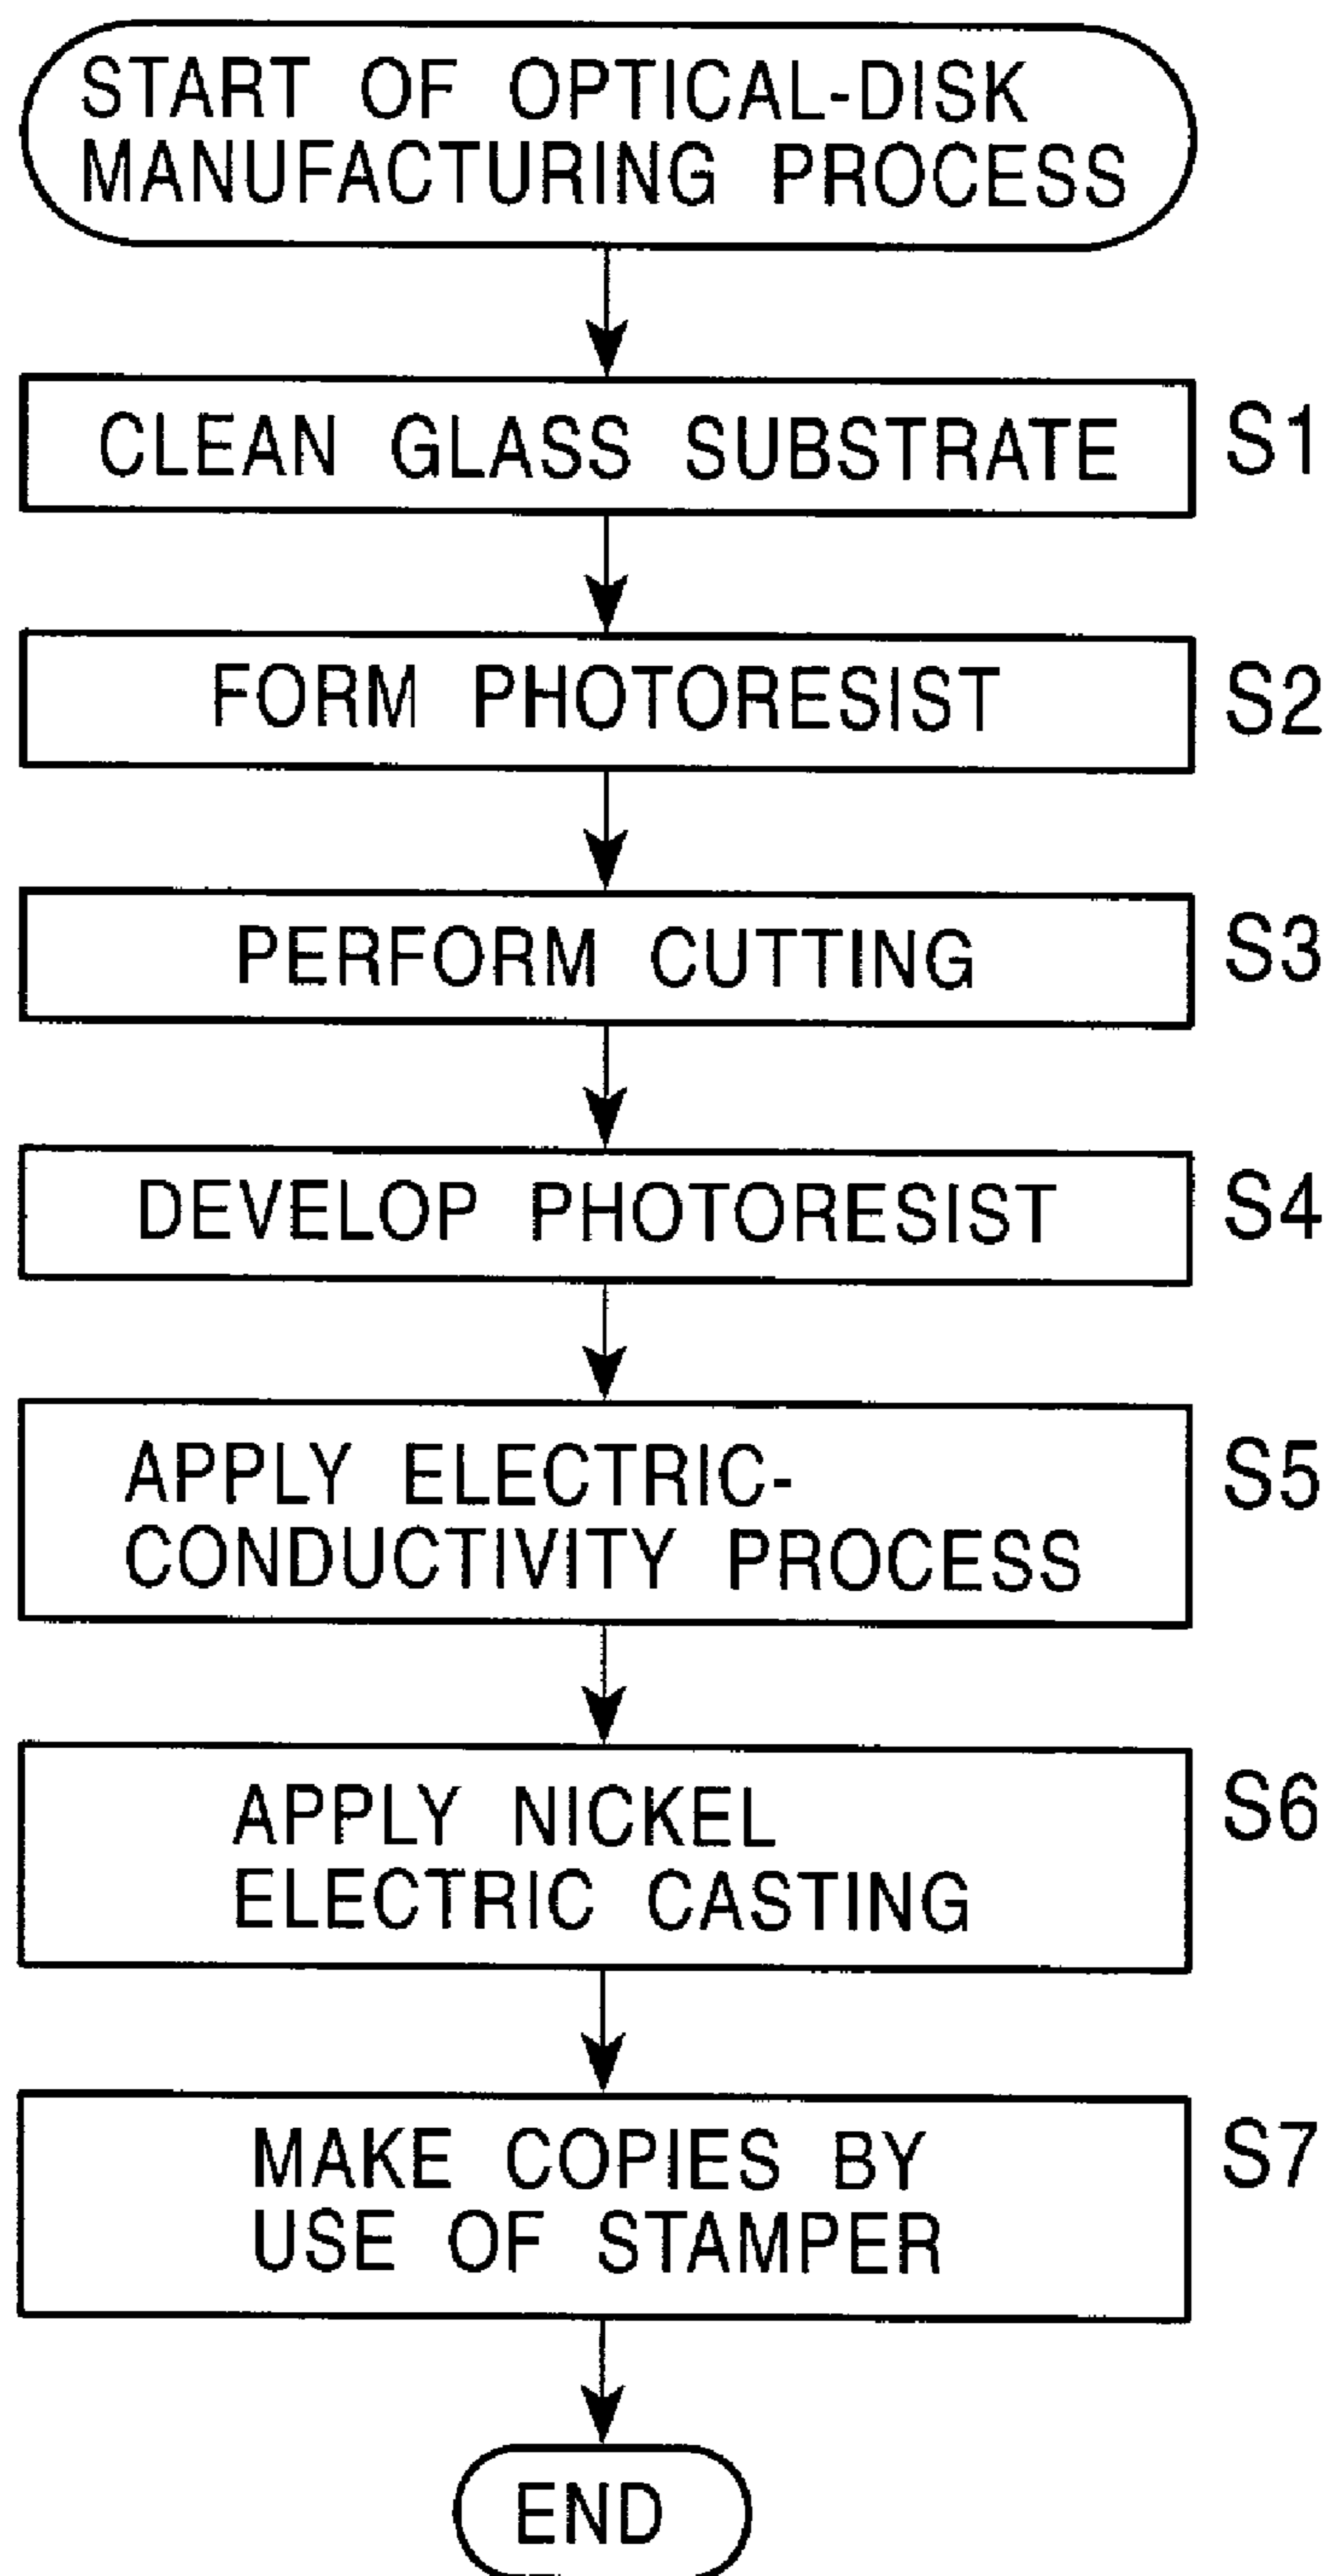 START OF OPTICAL-DISK
MANUFACTURING PROCESS
CLEAN GLASS SUBSTRATE
S1
FORM PHOTORESIST
S2
PERFORM CUTTING
S3
DEVELOP PHOTORESIST
S4
APPLY ELECTRIC-
CONDUCTIVITY PROCESS
S5
APPLY NICKEL
ELECTRIC CASTING
S6
MAKE COPIES BY
USE OF STAMPER
S7
END